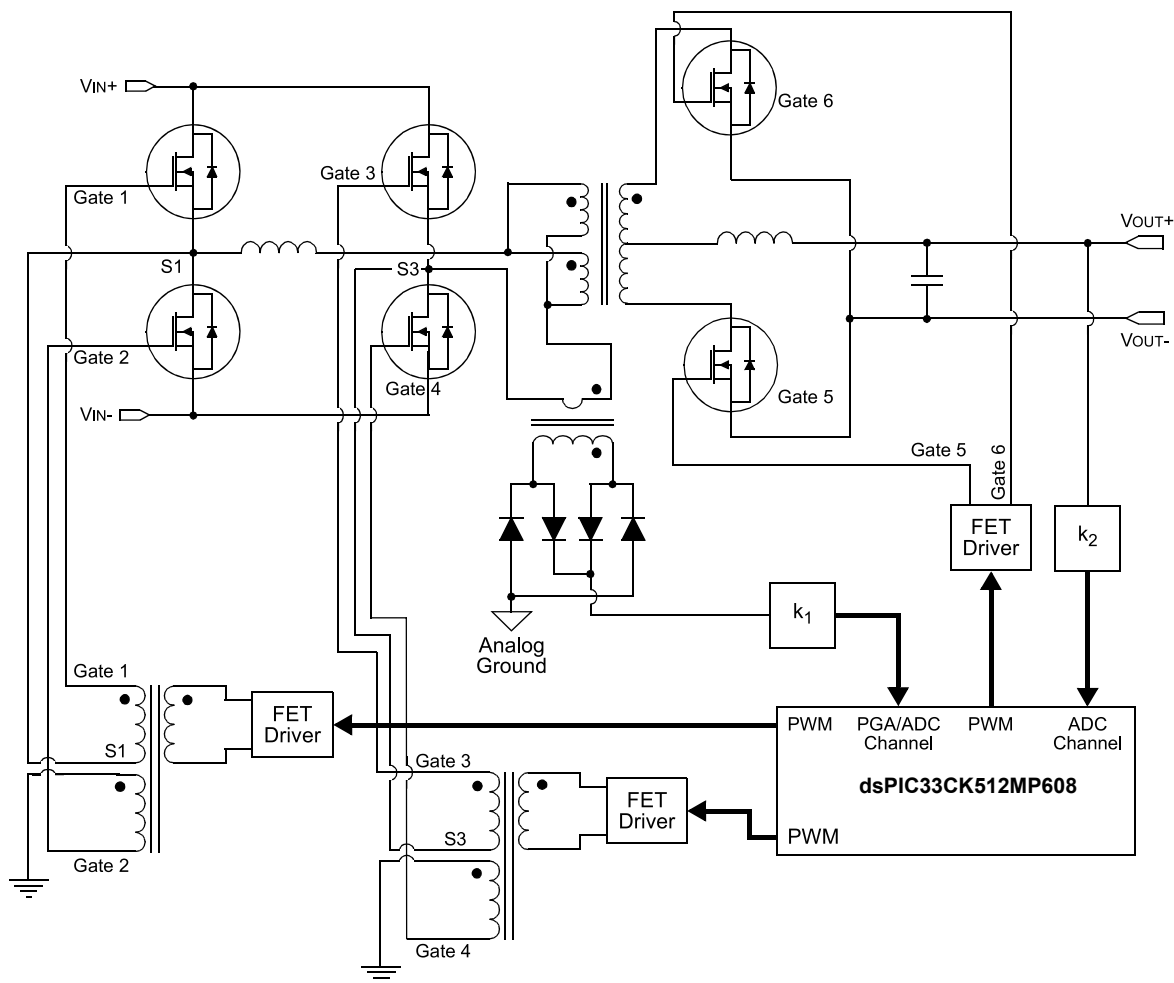 VIN+
Gate 1
S1
Gate 2
VIN-
Gate 3
S3
Gate 4
Gate 6
VOUT+
VOUT-
Gate 5
Gate 5
Gate 6
FET
Driver
k2
k1
Analog
Ground
Gate 1
S1
Gate 2
FET
Driver
Gate 3
S3
Gate 4
FET
Driver
PWM
PGA/ADC
Channel
PWM
ADC
Channel
dsPIC33CK512MP608
PWM